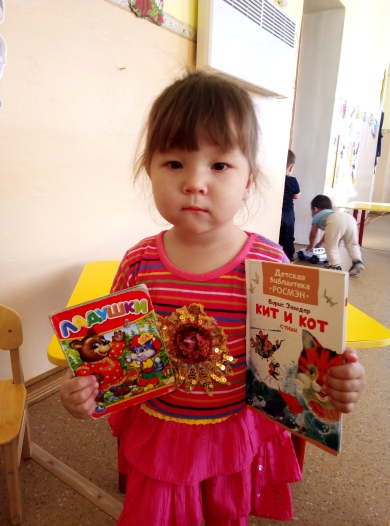 ЛАДУШКИ
Детская
библиотека
«РОСМЭН»
Борис Заходер
КИТ И КОТ
СТИХИ